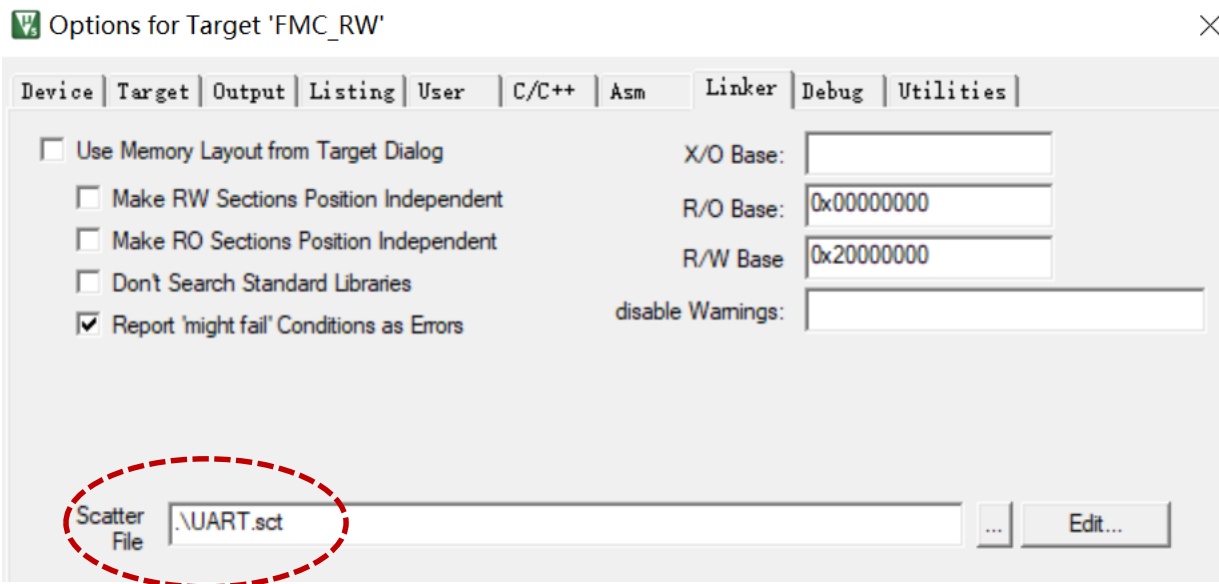 Options for Target 'FMC_RW'
Device Target Output Listing User C/C++ Asm Linker Debug Utilities
Use Memory Layout from Target Dialog
X/O Base:
Make RW Sections Position Independent
R/O Base: 0x00000000
Make RO Sections Position Independent
R/W Base 0x20000000
Don't Search Standard Libraries
disable Warnings:
Report 'might fail' Conditions as Errors
Scatter File
.\UART.sct
... Edit...